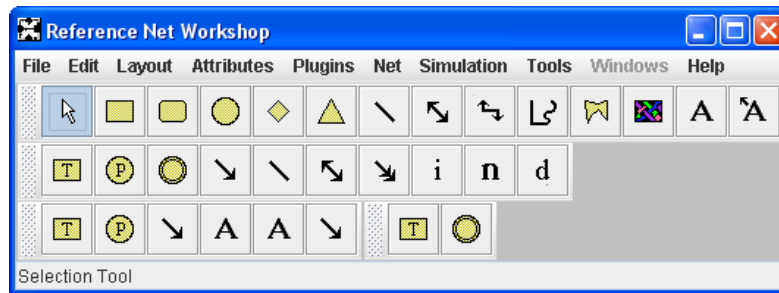 Reference Net Workshop
File Edit Layout Attributes Plugins Net Simulation Tools Windows Help
A A
T P i n d
T P A A T
Selection Tool